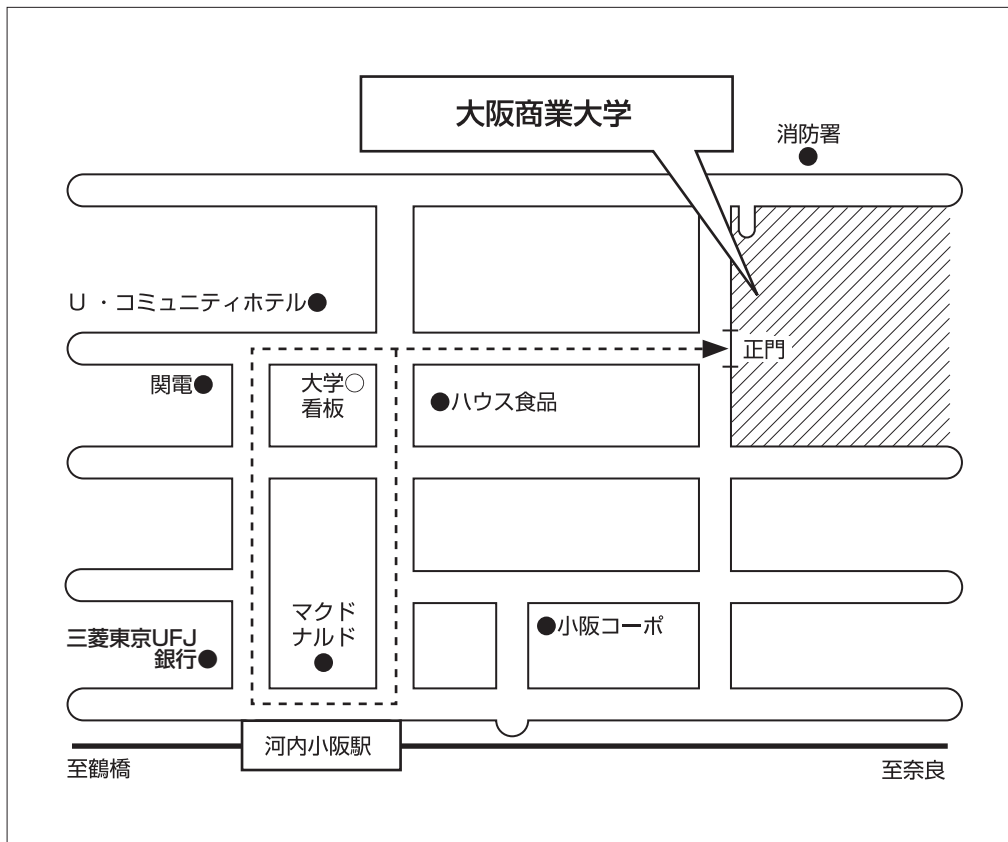 大阪商業大学
消防署
U ・コミュニティホテル
正門
関電
大学
看板
ハウス食品
マクド
ナルド
小阪コーポ
三菱東京UFJ
銀行
河内小阪駅
至鶴橋
至奈良